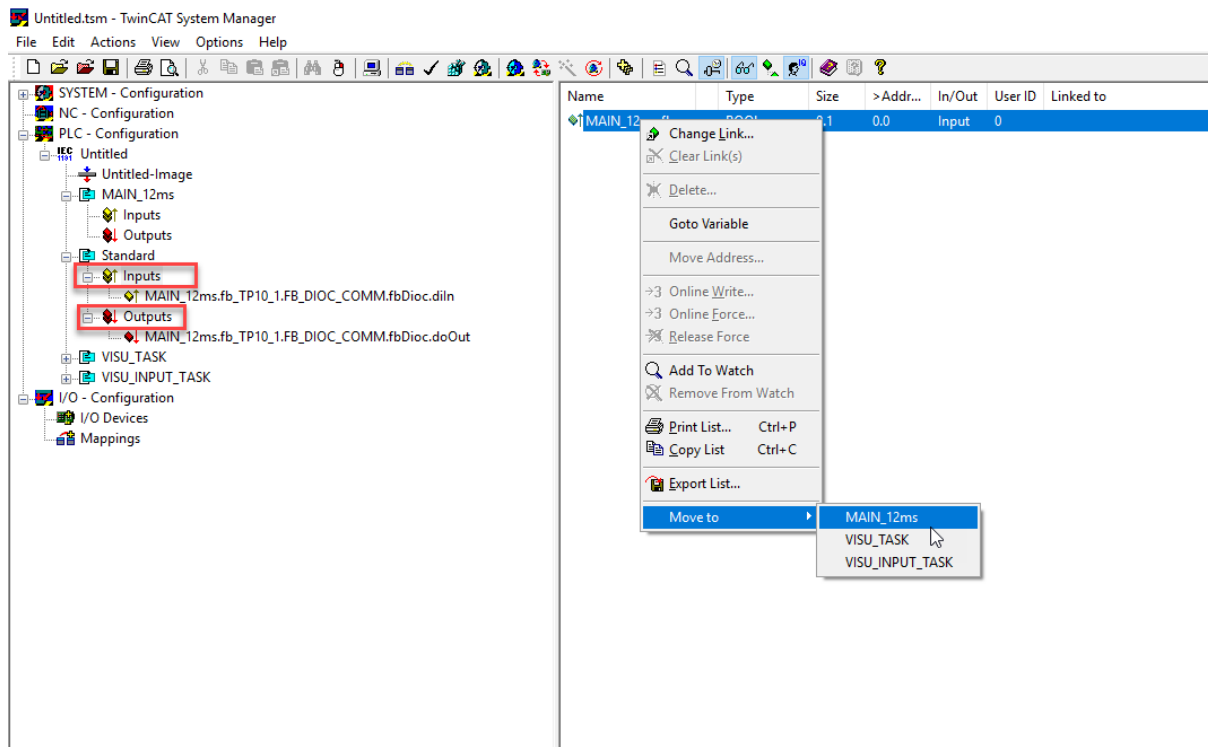 Untitled.tsm - TwinCAT System Manager
File Edit Actions View Options Help
SYSTEM - Configuration
NC - Configuration
PLC - Configuration
IEC
1131
Untitled
Untitled-Image
MAIN_12ms
Inputs
Outputs
Standard
Inputs
MAIN_12ms.fb_TP10_1.FB_DIOC_COMM.fbDioc.diIn
Outputs
MAIN_12ms.fb_TP10_1.FB_DIOC_COMM.fbDioc.doOut
VISU_TASK
VISU_INPUT_TASK
I/O - Configuration
I/O Devices
Mappings
Name Type Size >Addr... In/Out User ID Linked to
MAIN_12 0.1 0.0 Input 0
Change Link...
Clear Link(s)
Delete...
Goto Variable
Move Address...
Online Write...
Online Force...
Release Force
Add To Watch
Remove From Watch
Print List... Ctrl+P
Copy List Ctrl+C
Export List...
Move to
MAIN_12ms
VISU_TASK
VISU_INPUT_TASK